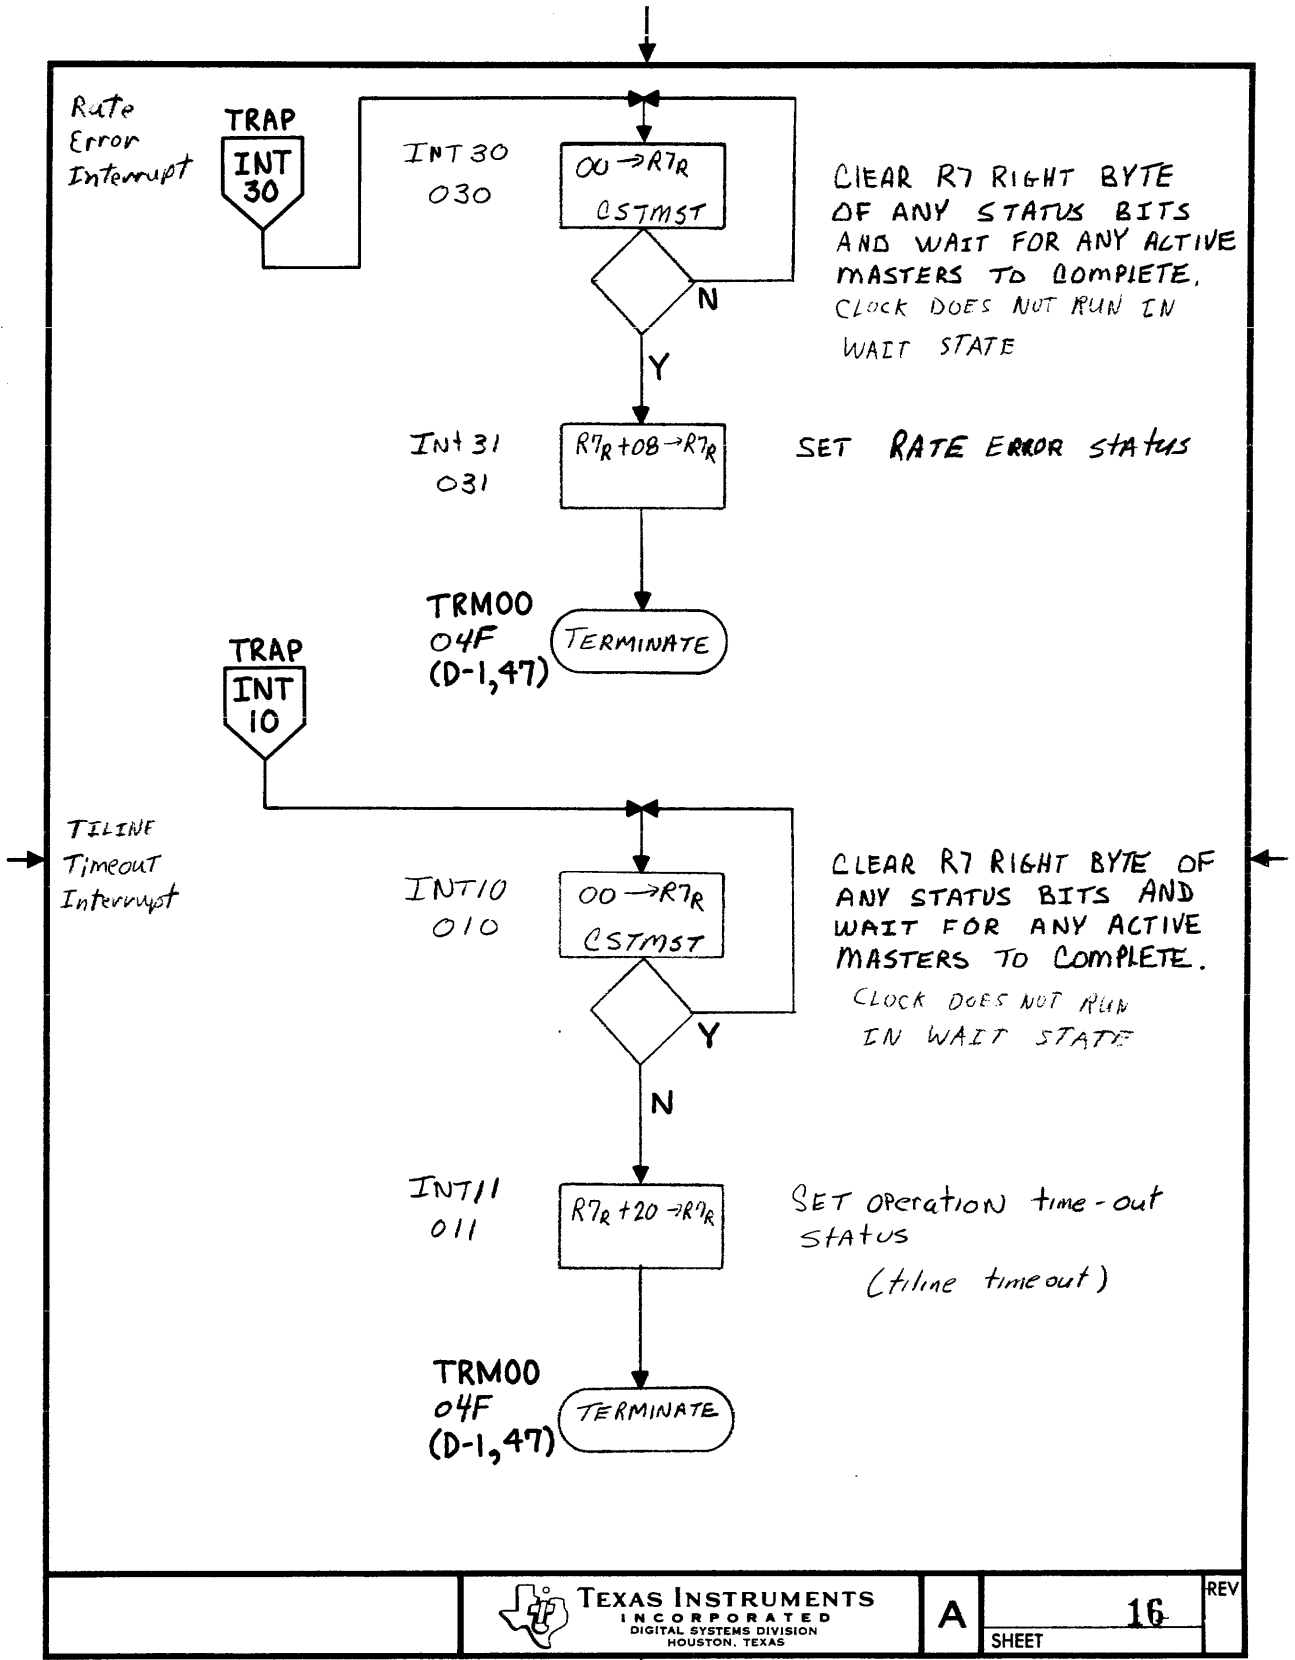 Rate
Error
Interrupt
TRAP
INT
30
INT30
030
00→R7R
CSTMST
N
Y
CLEAR R7 RIGHT BYTE
OF ANY STATUS BITS
AND WAIT FOR ANY ACTIVE
MASTERS TO COMPLETE.
CLOCK DOES NOT RUN IN
WAIT STATE
INt31
031
R7R+08→R7R
SET RATE ERROR StAtUS
TRM00
04F
(D-1,47)
TERMINATE
TRAP
INT
10
TILINE
Timeout
Interrupt
INT10
010
00→R7R
CSTMST
Y
N
CLEAR R7 RIGHT BYTE OF
ANY STATUS BITS AND
WAIT FOR ANY ACTIVE
MASTERS TO COMPLETE.
CLOCK DOES NOT RUN
IN WAIT STATE
INT11
011
R7R+20→R7R
SET OPeratION time-out
StAtUS
(tiline timeout)
TRM00
04F
(D-1,47)
TERMINATE
TEXAS INSTRUMENTS
INCORPORATED
DIGITAL SYSTEMS DIVISION
HOUSTON, TEXAS
A
16
SHEET
REV